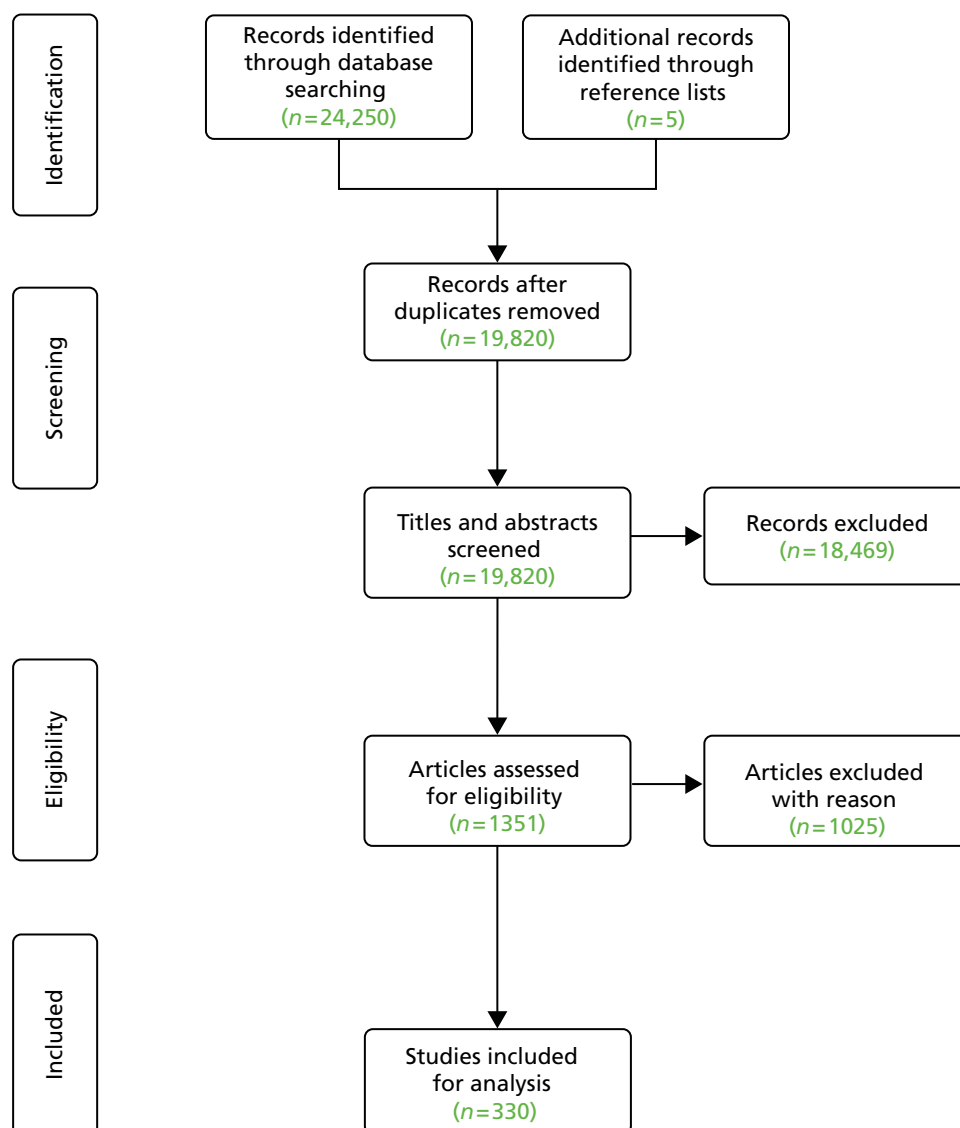 Identification
Records identified
through database
searching
(n=24,250)
Additional records
identified through
reference lists
(n=5)
Screening
Records after
duplicates removed
(n=19,820)
Titles and abstracts
screened
(n=19,820)
Records excluded
(n=18,469)
Eligibility
Articles assessed
for eligibility
(n=1351)
Articles excluded
with reason
(n=1025)
Included
Studies included
for analysis
(n=330)